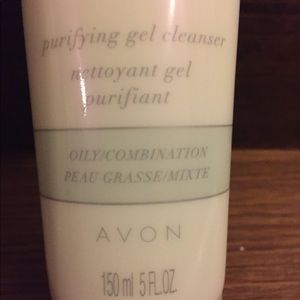 purifying gel cleanser
nettoyant gel
purifiant
OILY/COMBINATION
PEAU GRASSE/MIXTE
AVON
150 ml 5 FL.OZ.